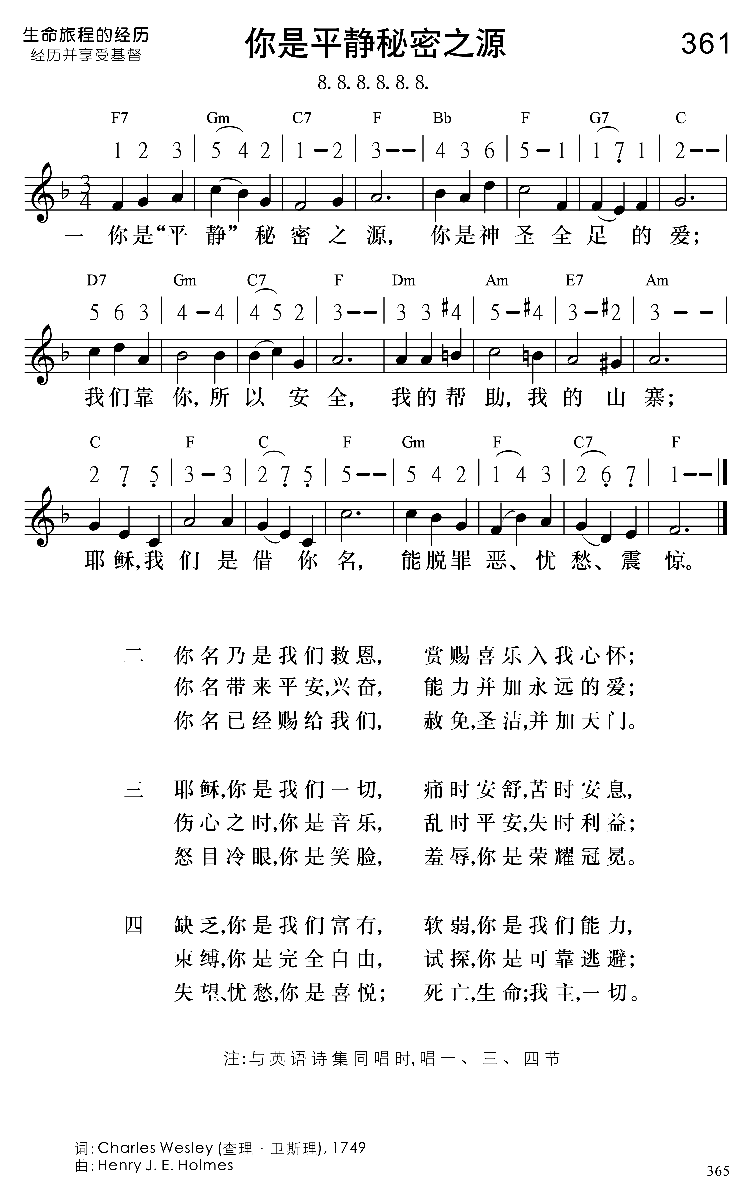 生命旅程的经历
经历并享受基督
你是平静秘密之源
361
8. 8. 8. 8. 8. 8.
F7 Gm C7 F Bb F G7 C
1 2 3 | 5 4 2 | 1 – 2 | 3 – – | 4 3 6 | 5 – 1 | 1 7̣ 1 | 2 – –
3
4
一 你是“平 静” 秘 密 之 源， 你 是 神 圣 全 足 的 爱；
D7 Gm C7 F Dm Am E7 Am
5 6 3 | 4 – 4 | 4 5 2 | 3 – – | 3 3 #4 | 5 – #4 | 3 – #2 | 3 – –
我们靠 你, 所 以 安 全, 我的帮 助, 我 的 山 寨；
C F C F Gm F C7 F
2 7̣ 5̣ | 3 – 3 | 2 7̣ 5̣ | 5 – – | 5 4 2 | 1 4 3 | 2 6̣ 7̣ | 1 – –
耶 稣,我 们 是 借 你 名, 能脱罪 恶、 忧 愁、 震 惊。
二 你名乃是我们救恩, 赏赐喜乐入我心怀；
你名带来平安,兴奋, 能力并加永远的爱；
你名已经赐给我们, 赦免,圣洁,并加天门。
三 耶稣,你是我们一切, 痛时安舒,苦时安息,
伤心之时,你是音乐, 乱时平安,失时利益；
怒目冷眼,你是笑脸, 羞辱,你是荣耀冠冕。
四 缺乏,你是我们富有, 软弱,你是我们能力,
束缚,你是完全自由, 试探,你是可靠逃避；
失望、忧愁,你是喜悦； 死亡,生命;我主,一切。
注:与英语诗集同唱时,唱一、三、四节
词: Charles Wesley (查理·卫斯理), 1749
曲: Henry J. E. Holmes
365